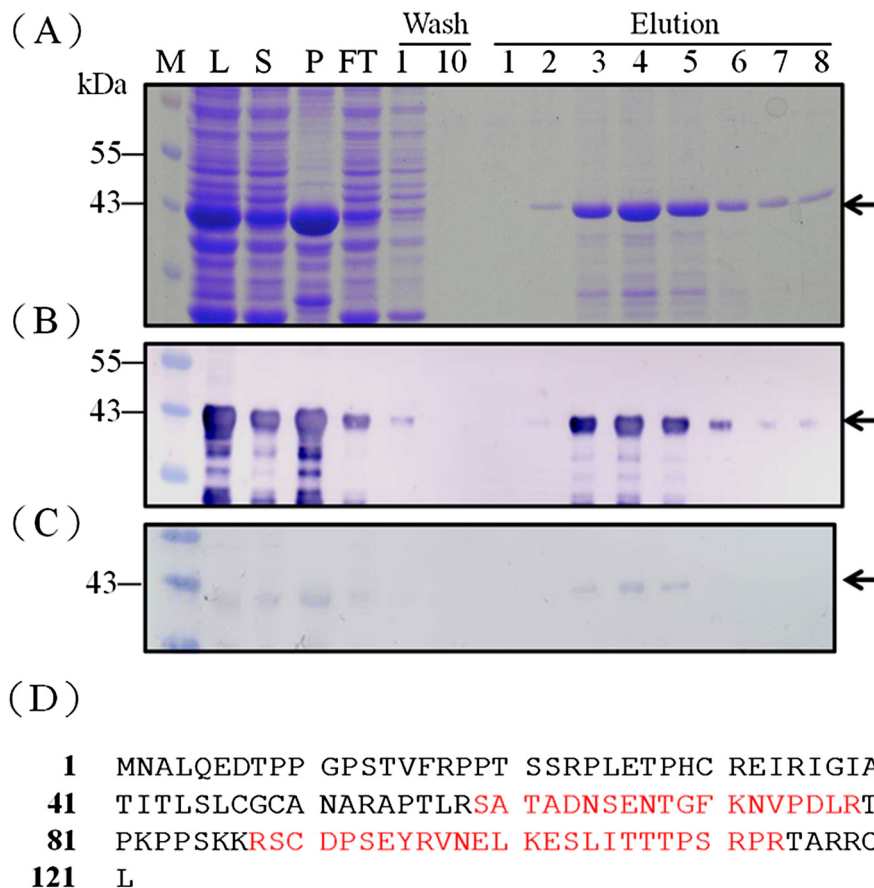 (A)
Wash Elution
M L S P FT 1 10 1 2 3 4 5 6 7 8
kDa
55
43
(B)
55
43
(C)
43
(D)
1 MNALQEDTPP GPSTVFRPPT SSRPLETPHC REIRIGIA
41 TITLSLCGCA NARAPTLRSA TADNSENTGF KNVPDLRT
81 PKPPSKKRSC DPSEYRVNEL KESLITTTPS RPRTARRC
121 L